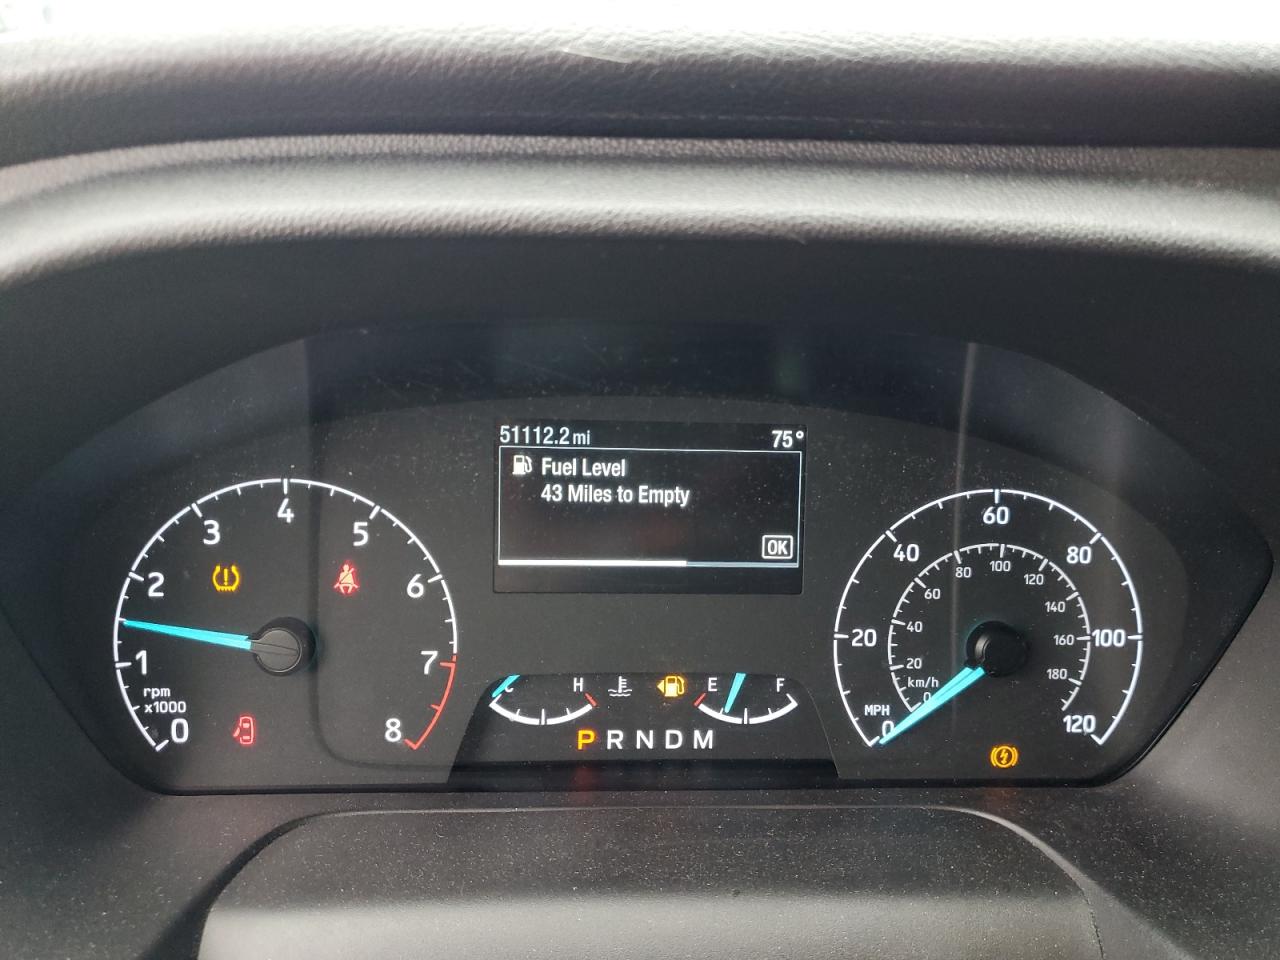 51112.2 mi 75°
Fuel Level
43 Miles to Empty
OK
0 1 2 3 4 5 6 7 8
rpm
x1000
C H
E F
P R N D M
0 20 40 60 80 100 120
MPH
0 20 40 60 80 100 120 140 160 180
km/h